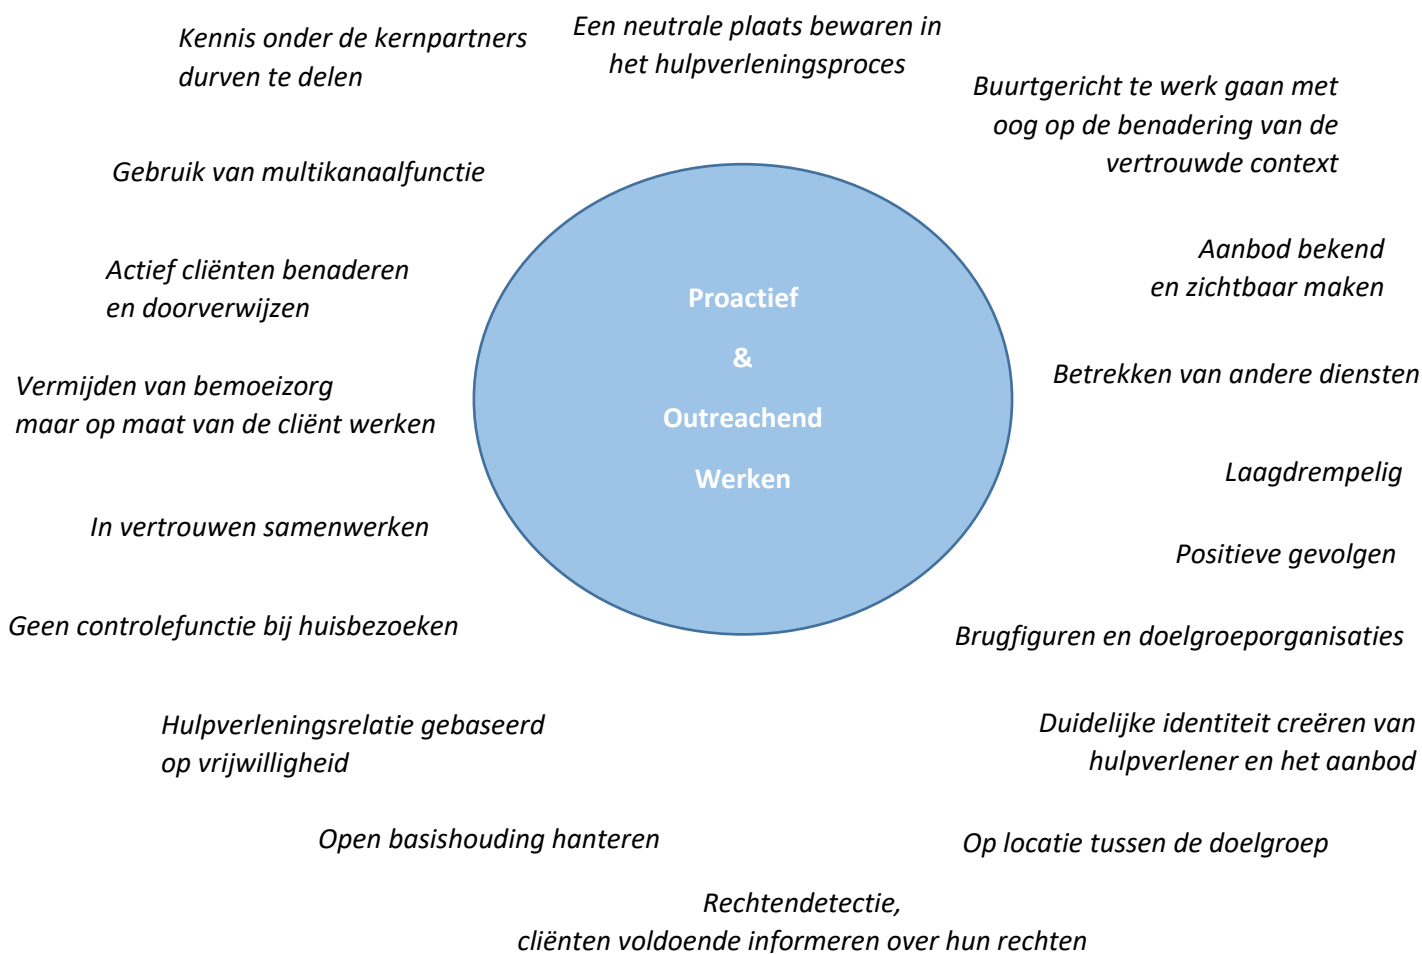 Kennis onder de kernpartners
durven te delen
Een neutrale plaats bewaren in
het hulpverleningsproces
Buurtgericht te werk gaan met
oog op de benadering van de
vertrouwde context
Gebruik van multikanaalfunctie
Actief cliënten benaderen
en doorverwijzen
Aanbod bekend
en zichtbaar maken
Proactief
&
Outreachend
Werken
Vermijden van bemoeizorg
maar op maat van de cliënt werken
Betrekken van andere diensten
Laagdrempelig
In vertrouwen samenwerken
Positieve gevolgen
Geen controlefunctie bij huisbezoeken
Brugfiguren en doelgroeporganisaties
Hulpverleningsrelatie gebaseerd
op vrijwilligheid
Duidelijke identiteit creëren van
hulpverlener en het aanbod
Open basishouding hanteren
Op locatie tussen de doelgroep
Rechtendetectie,
cliënten voldoende informeren over hun rechten